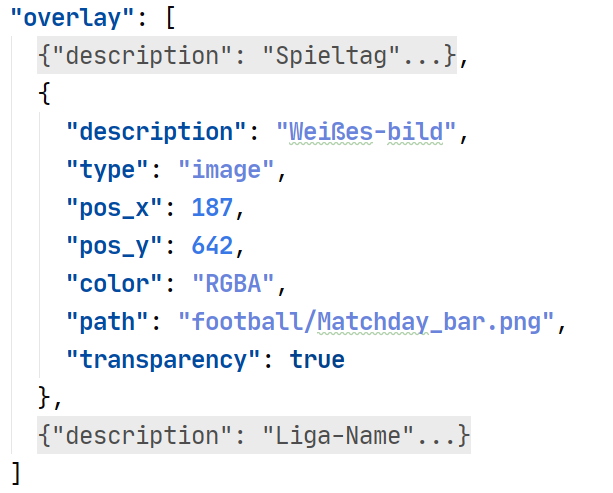 "overlay": [
{"description": "Spieltag"...},
{
"description": "Weißes-bild",
"type": "image",
"pos_x": 187,
"pos_y": 642,
"color": "RGBA",
"path": "football/Matchday_bar.png",
"transparency": true
},
{"description": "Liga-Name"...}
]